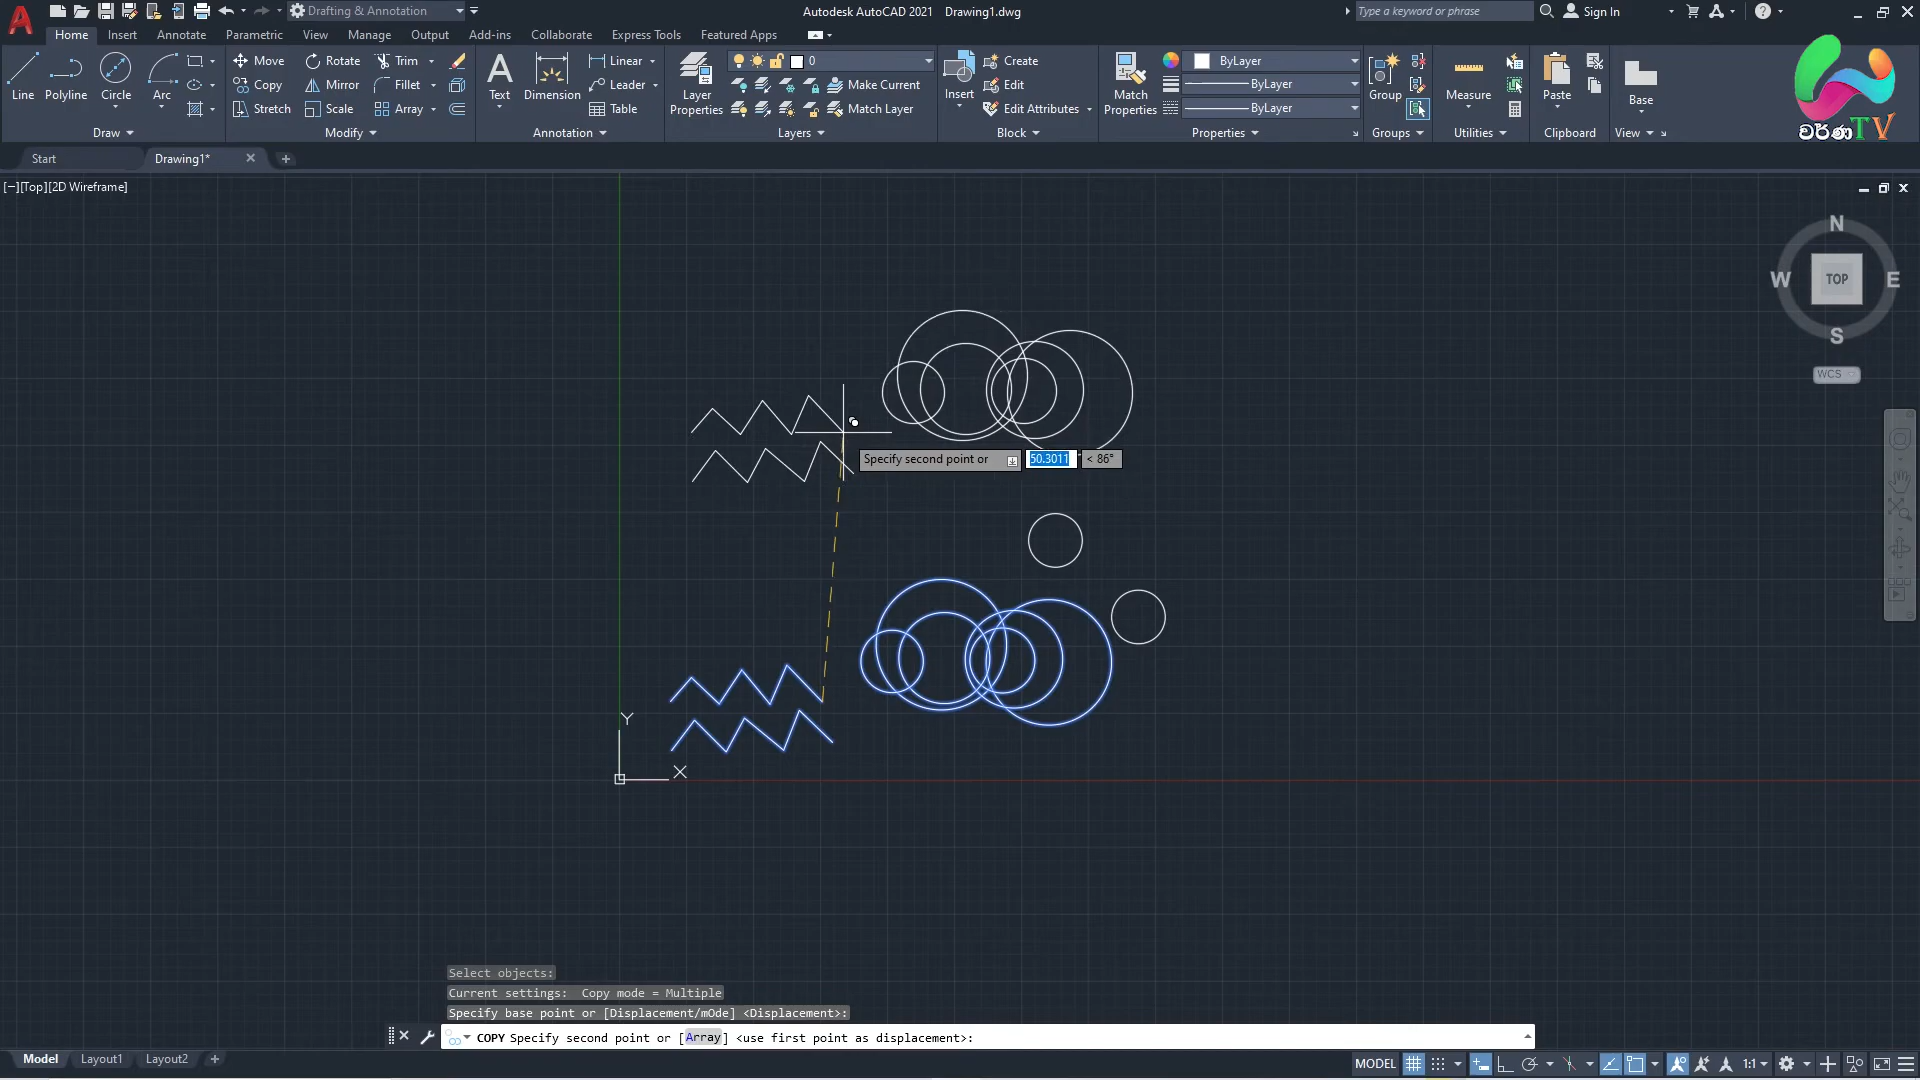 Drafting & Annotation
Autodesk AutoCAD 2021 Drawing1.dwg
Type a keyword or phrase
Sign In
Home Insert Annotate Parametric View Manage Output Add-ins Collaborate Express Tools Featured Apps
Line Polyline Circle Arc
Draw
Move Rotate Trim
Copy Mirror Fillet
Stretch Scale Array
Modify
Text Dimension
Linear
Leader
Table
Annotation
Layer Properties
0
Make Current
Match Layer
Layers
Insert
Create
Edit
Edit Attributes
Block
Match Properties
ByLayer
ByLayer
ByLayer
Properties
Group
Groups
Measure
Utilities
Paste
Clipboard
Base
View
වර්ණ TV
Start Drawing1*
[−][Top][2D Wireframe]
N
W TOP E
S
WCS
Specify second point or 50.3011 < 86°
Y
X
Select objects:
Current settings: Copy mode = Multiple
Specify base point or [Displacement/mOde] <Displacement>:
COPY Specify second point or [Array] <use first point as displacement>:
Model Layout1 Layout2
MODEL 1:1